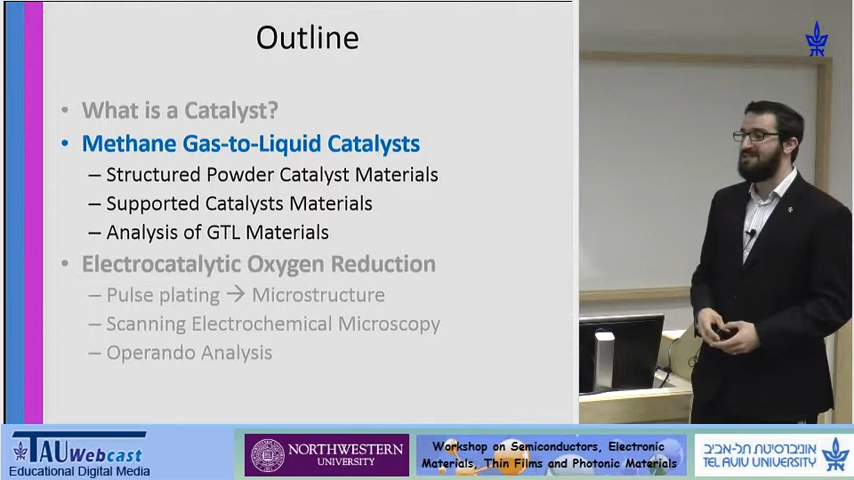 Outline
• What is a Catalyst?
• Methane Gas-to-Liquid Catalysts
– Structured Powder Catalyst Materials
– Supported Catalysts Materials
– Analysis of GTL Materials
• Electrocatalytic Oxygen Reduction
– Pulse plating → Microstructure
– Scanning Electrochemical Microscopy
– Operando Analysis
TAU Webcast
Educational Digital Media
NORTHWESTERN
UNIVERSITY
Workshop on Semiconductors, Electronic
Materials, Thin Films and Photonic Materials
אוניברסיטת תל-אביב
TEL AVIV UNIVERSITY